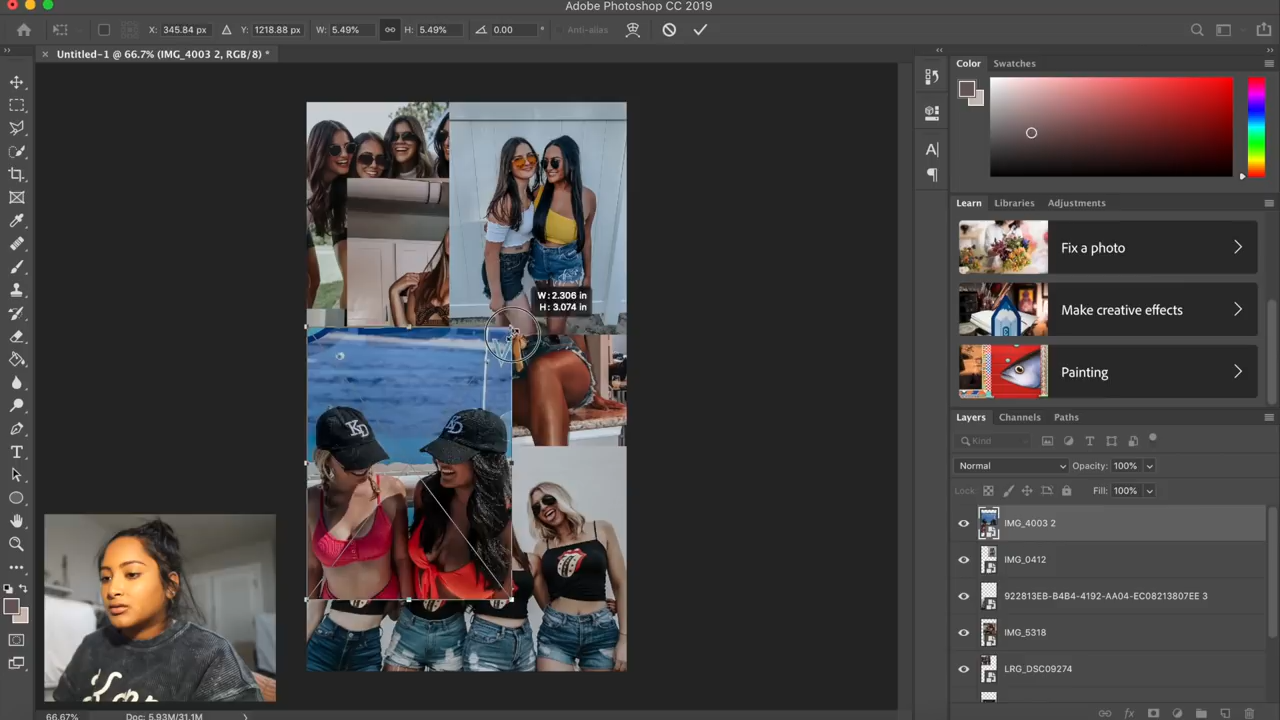 Adobe Photoshop CC 2019
X: 345.84 px
Y: 1218.88 px
W: 5.49%
H: 5.49%
0.00
°
Anti-alias
Untitled-1 @ 66.7% (IMG_4003 2, RGB/8) *
Color
Swatches
Learn
Libraries
Adjustments
Fix a photo
Make creative effects
Painting
W: 2.306 in
H: 3.074 in
KD
KD
Layers
Channels
Paths
Kind
Normal
Opacity: 100%
Lock:
Fill: 100%
IMG_4003 2
IMG_0412
922813EB-B4B4-4192-AA04-EC08213807EE 3
IMG_5318
LRG_DSC09274
66.67%
Doc: 5.93M/31.1M